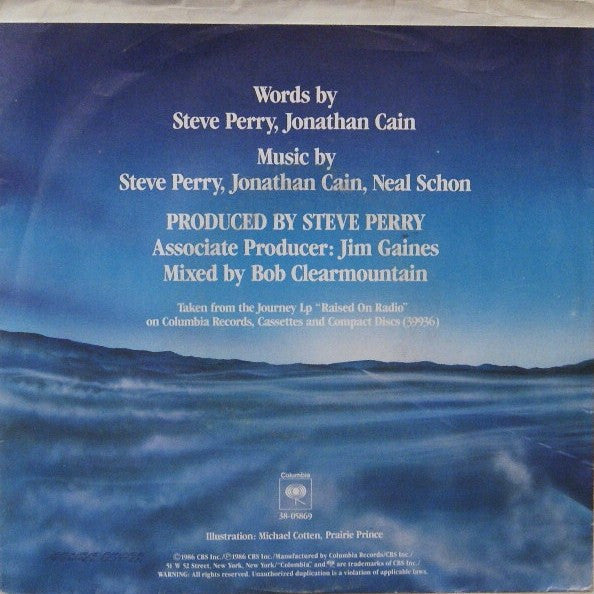 Words by
Steve Perry, Jonathan Cain
Music by
Steve Perry, Jonathan Cain, Neal Schon
PRODUCED BY STEVE PERRY
Associate Producer: Jim Gaines
Mixed by Bob Clearmountain
Taken from the Journey Lp "Raised On Radio"
on Columbia Records, Cassettes and Compact Discs (39936)
Columbia
38-05869
Illustration: Michael Cotten, Prairie Prince
©1986 CBS Inc./℗1986 CBS Inc./Manufactured by Columbia Records/CBS Inc./
51 W 52 Street, New York, New York/"Columbia," and are trademarks of CBS Inc./
WARNING: All rights reserved. Unauthorized duplication is a violation of applicable laws.